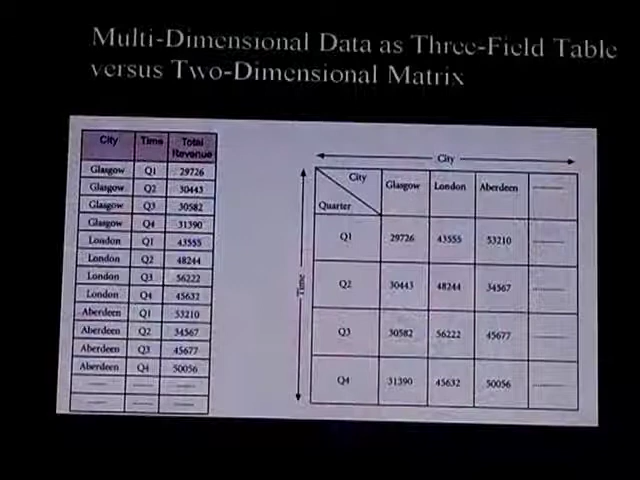 Multi-Dimensional Data as Three-Field Table
versus Two-Dimensional Matrix
City Time Total Revenue
Glasgow Q1 29726
Glasgow Q2 30443
Glasgow Q3 30582
Glasgow Q4 31390
London Q1 43555
London Q2 48244
London Q3 56222
London Q4 45632
Aberdeen Q1 53210
Aberdeen Q2 34567
Aberdeen Q3 45677
Aberdeen Q4 50056
City
Time
City Quarter Glasgow London Aberdeen
Q1 29726 43555 53210
Q2 30443 48244 34567
Q3 30582 56222 45677
Q4 31390 45632 50056